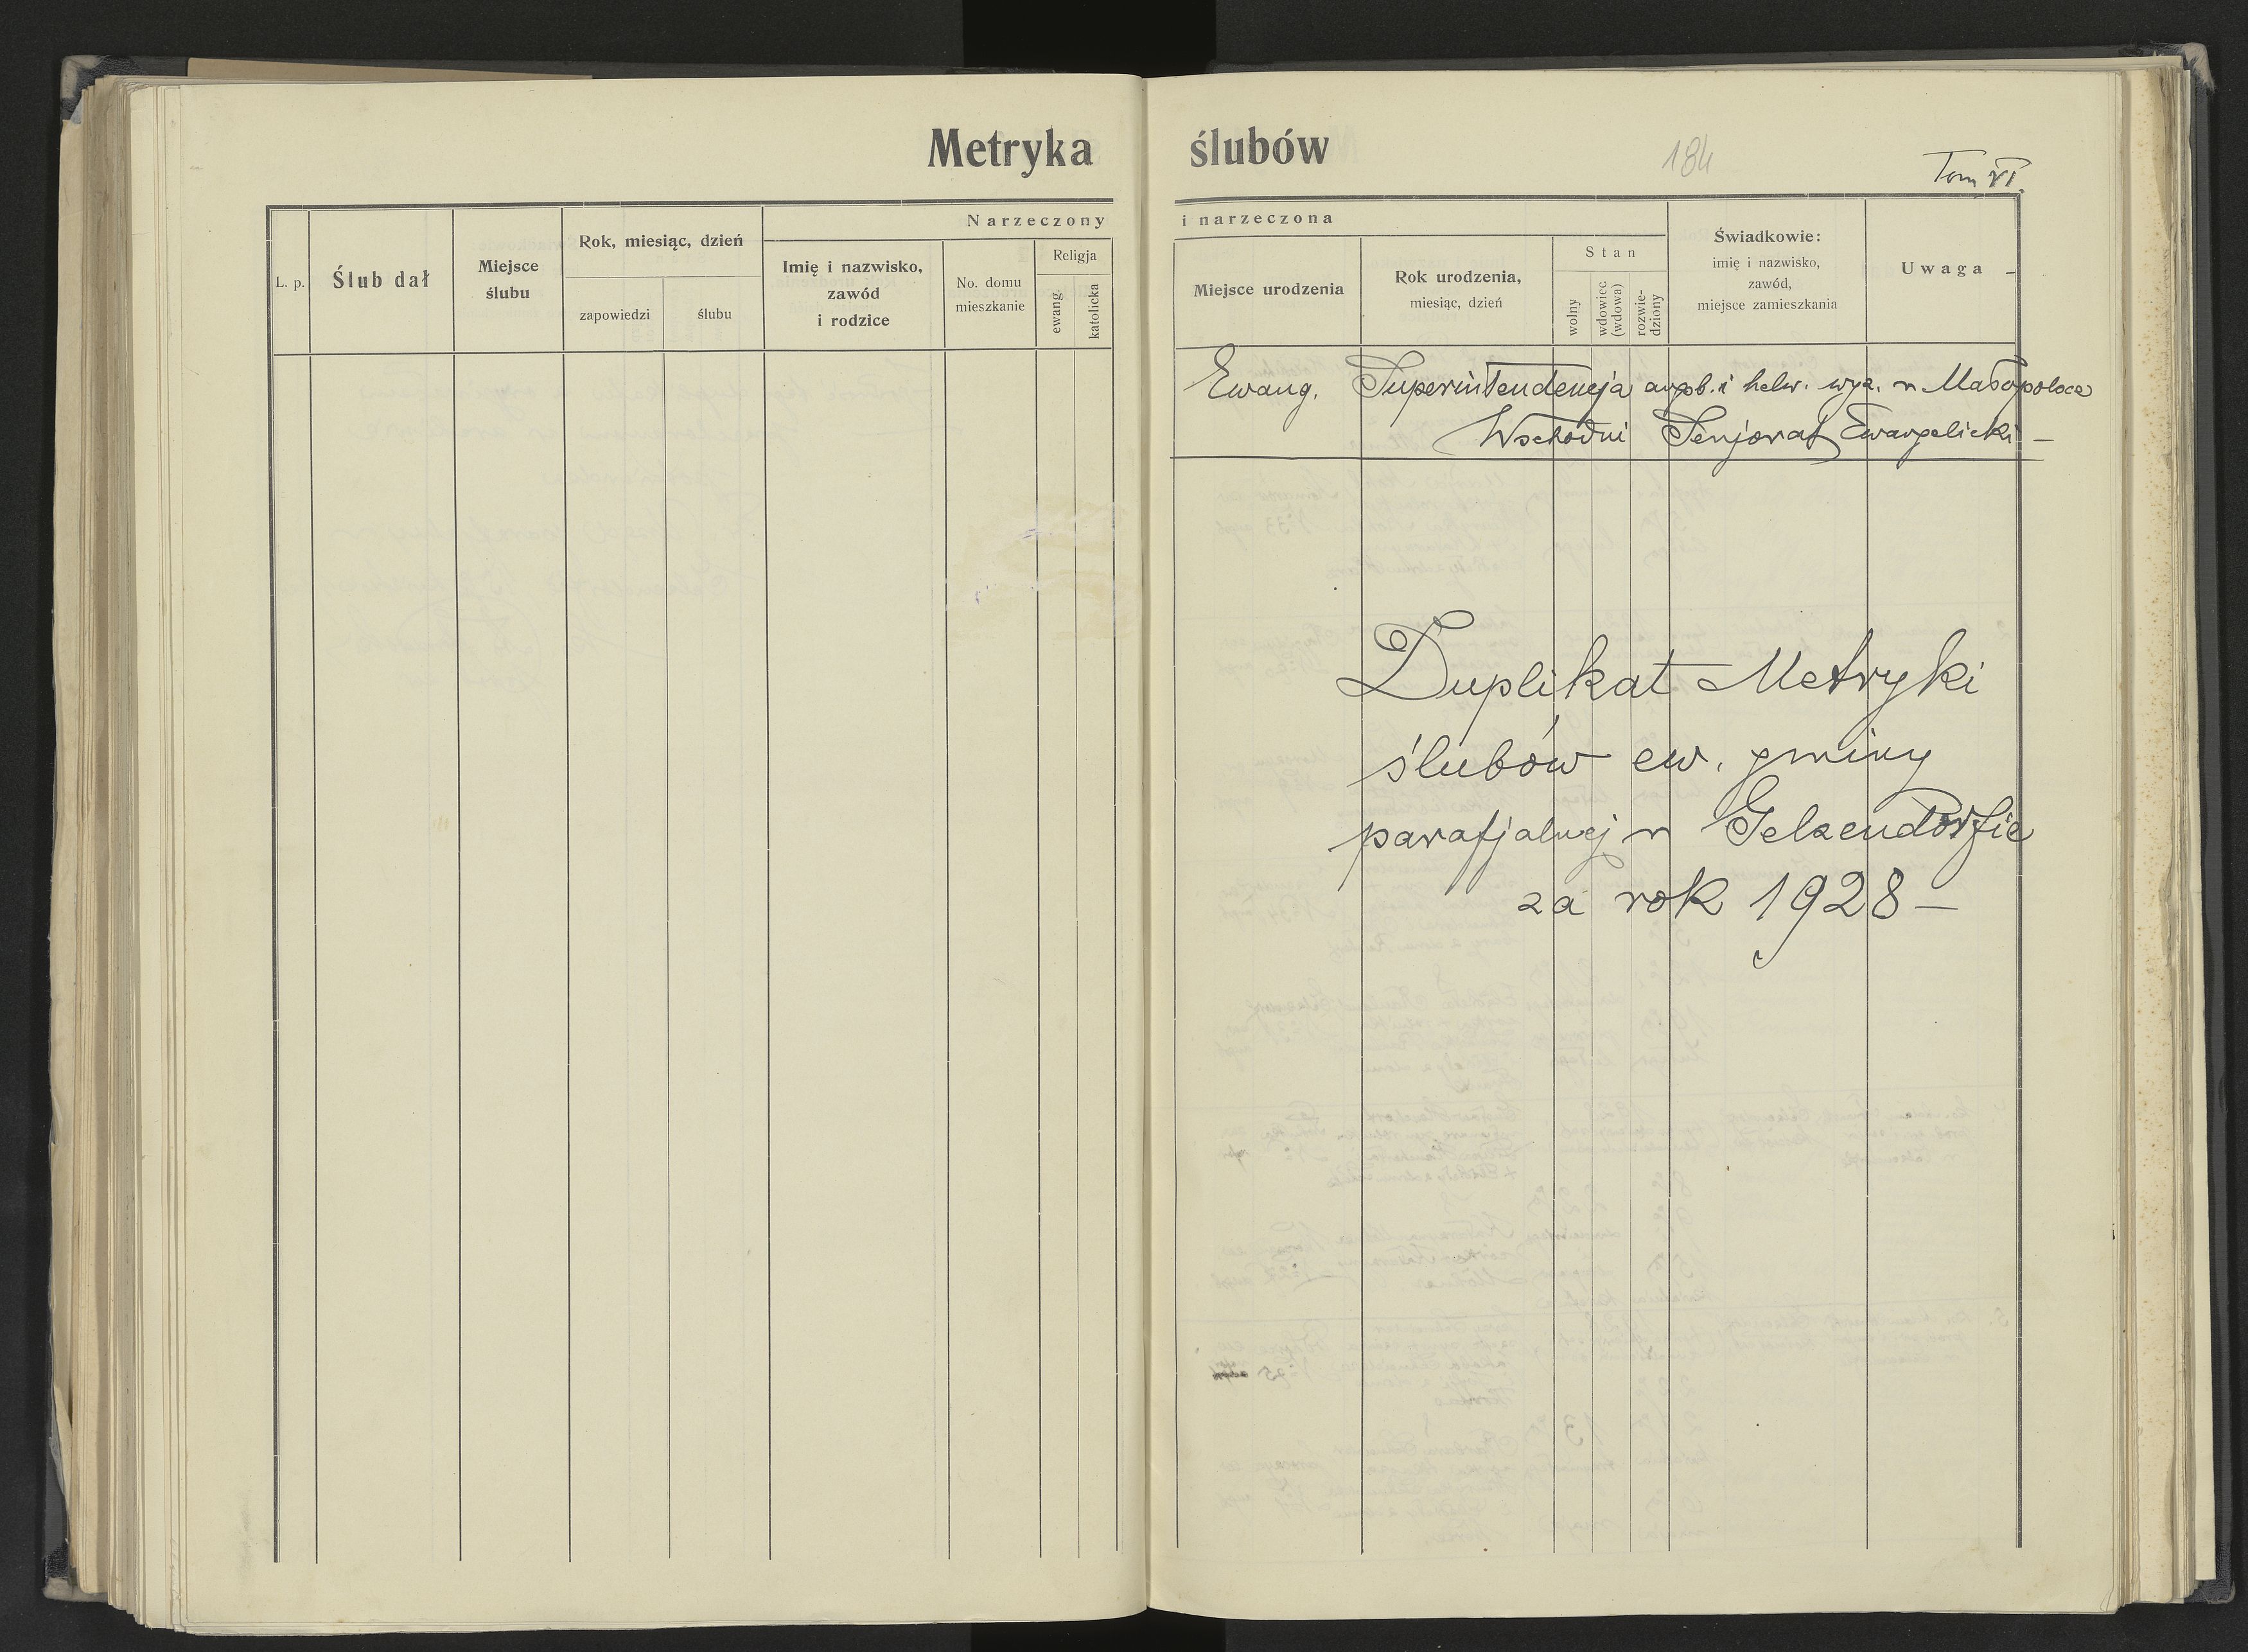 Metryka ślubów
184
Tom VI.
L. p.
Ślub dał
Miejsce
ślubu
Rok, miesiąc, dzień
zapowiedzi
ślubu
Narzeczony i narzeczona
Imię i nazwisko,
zawód
i rodzice
No. domu
mieszkanie
Religja
ewang.
katolicka
Miejsce urodzenia
Rok urodzenia,
miesiąc, dzień
Stan
wolny
wdowiec
(wdowa)
rozwie-
dziony
Świadkowie:
imię i nazwisko,
zawód,
miejsce zamieszkania
Uwaga
Ewang. Superintendencja augsb. i helw. wyz. w Małopolsce
Wschodni Senjorat Ewangelicki —
Duplikat Metryki
ślubów ew. gminy
parafjalnej w Gelsendorfie
za rok 1928 —